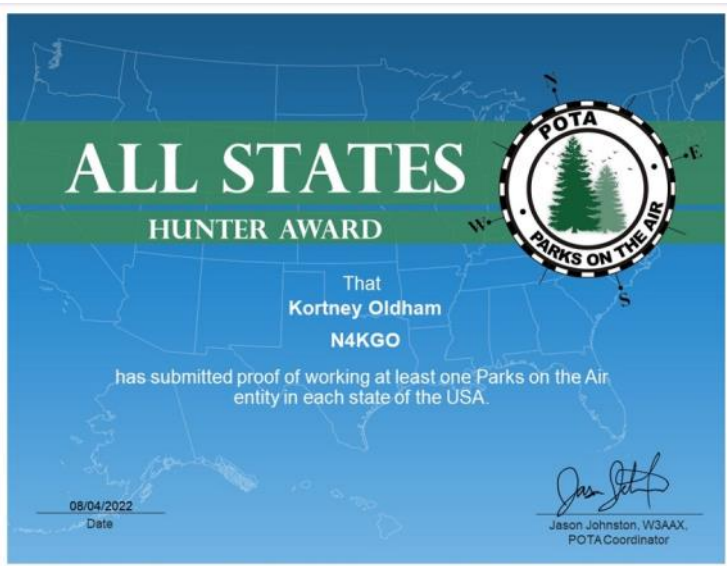 ALL STATES
HUNTER AWARD
N
POTA
E
W
PARKS ON THE AIR
S
That
Kortney Oldham
N4KGO
has submitted proof of working at least one Parks on the Air
entity in each state of the USA.
08/04/2022
Date
Jason Johnston, W3AAX,
POTA Coordinator